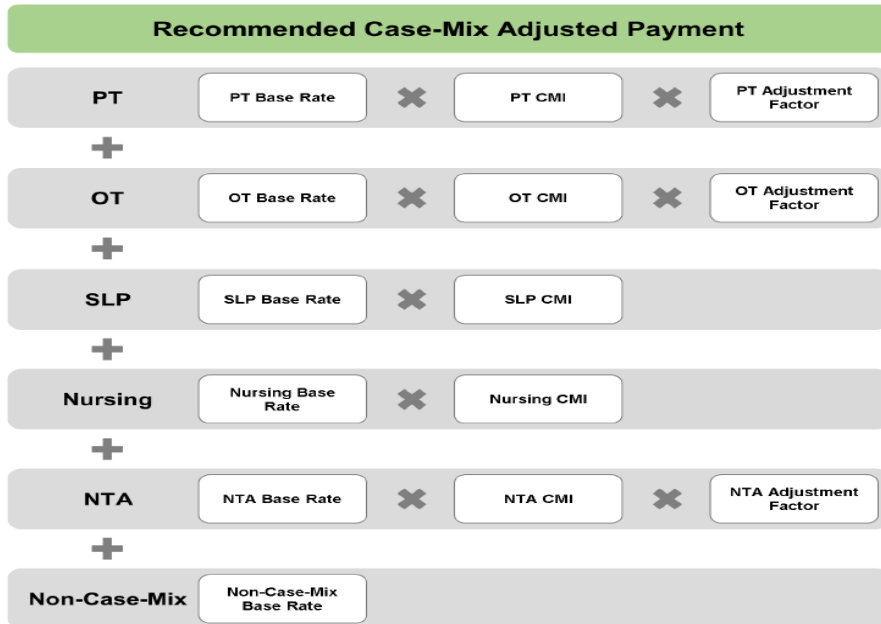 Recommended Case-Mix Adjusted Payment
PT
PT Base Rate
PT CMI
PT Adjustment
Factor
OT
OT Base Rate
OT CMI
OT Adjustment
Factor
SLP
SLP Base Rate
SLP CMI
Nursing
Nursing Base
Rate
Nursing CMI
NTA
NTA Base Rate
NTA CMI
NTA Adjustment
Factor
Non-Case-Mix
Non-Case-Mix
Base Rate